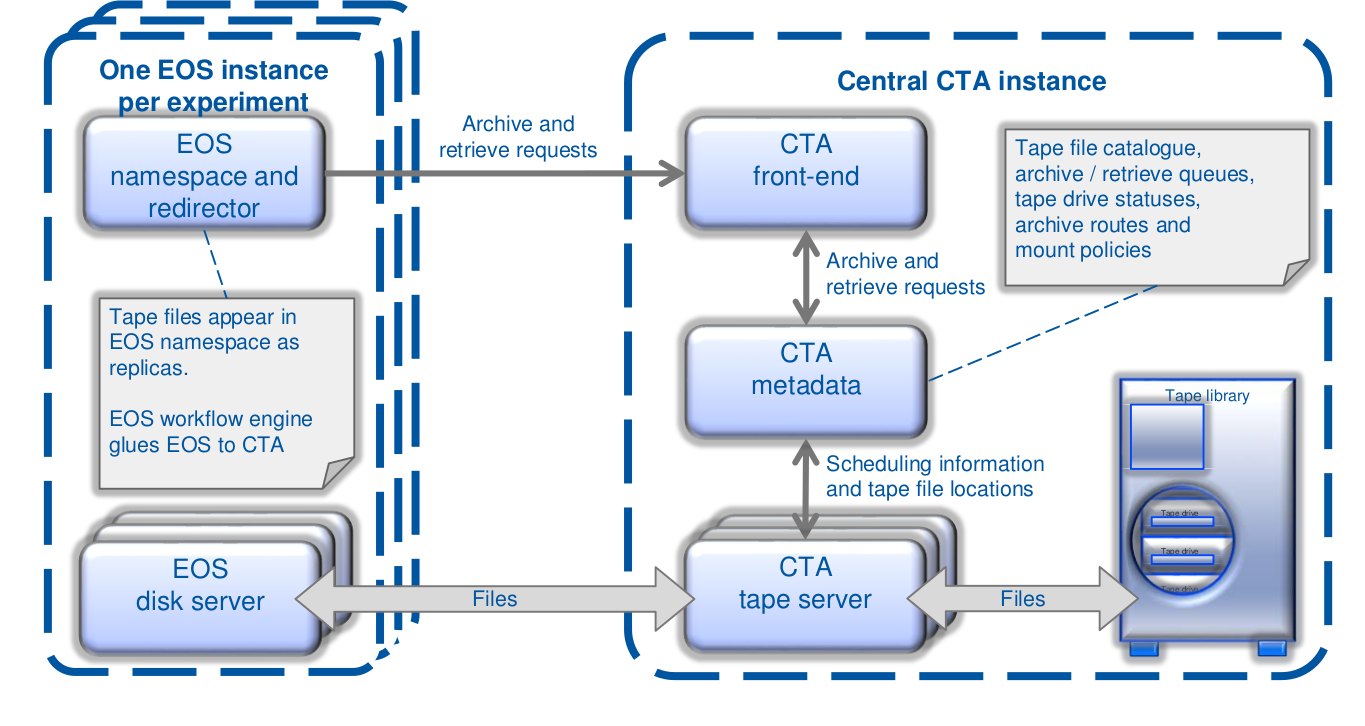 One EOS instance
per experiment
EOS
namespace and
redirector
Tape files appear in
EOS namespace as
replicas.
EOS workflow engine
glues EOS to CTA
EOS
disk server
Archive and
retrieve requests
Files
Central CTA instance
CTA
front-end
Archive and
retrieve requests
CTA
metadata
Scheduling information
and tape file locations
CTA
tape server
Files
Tape file catalogue,
archive / retrieve queues,
tape drive statuses,
archive routes and
mount policies
Tape library
Tape drive
Tape drive
Tape drive